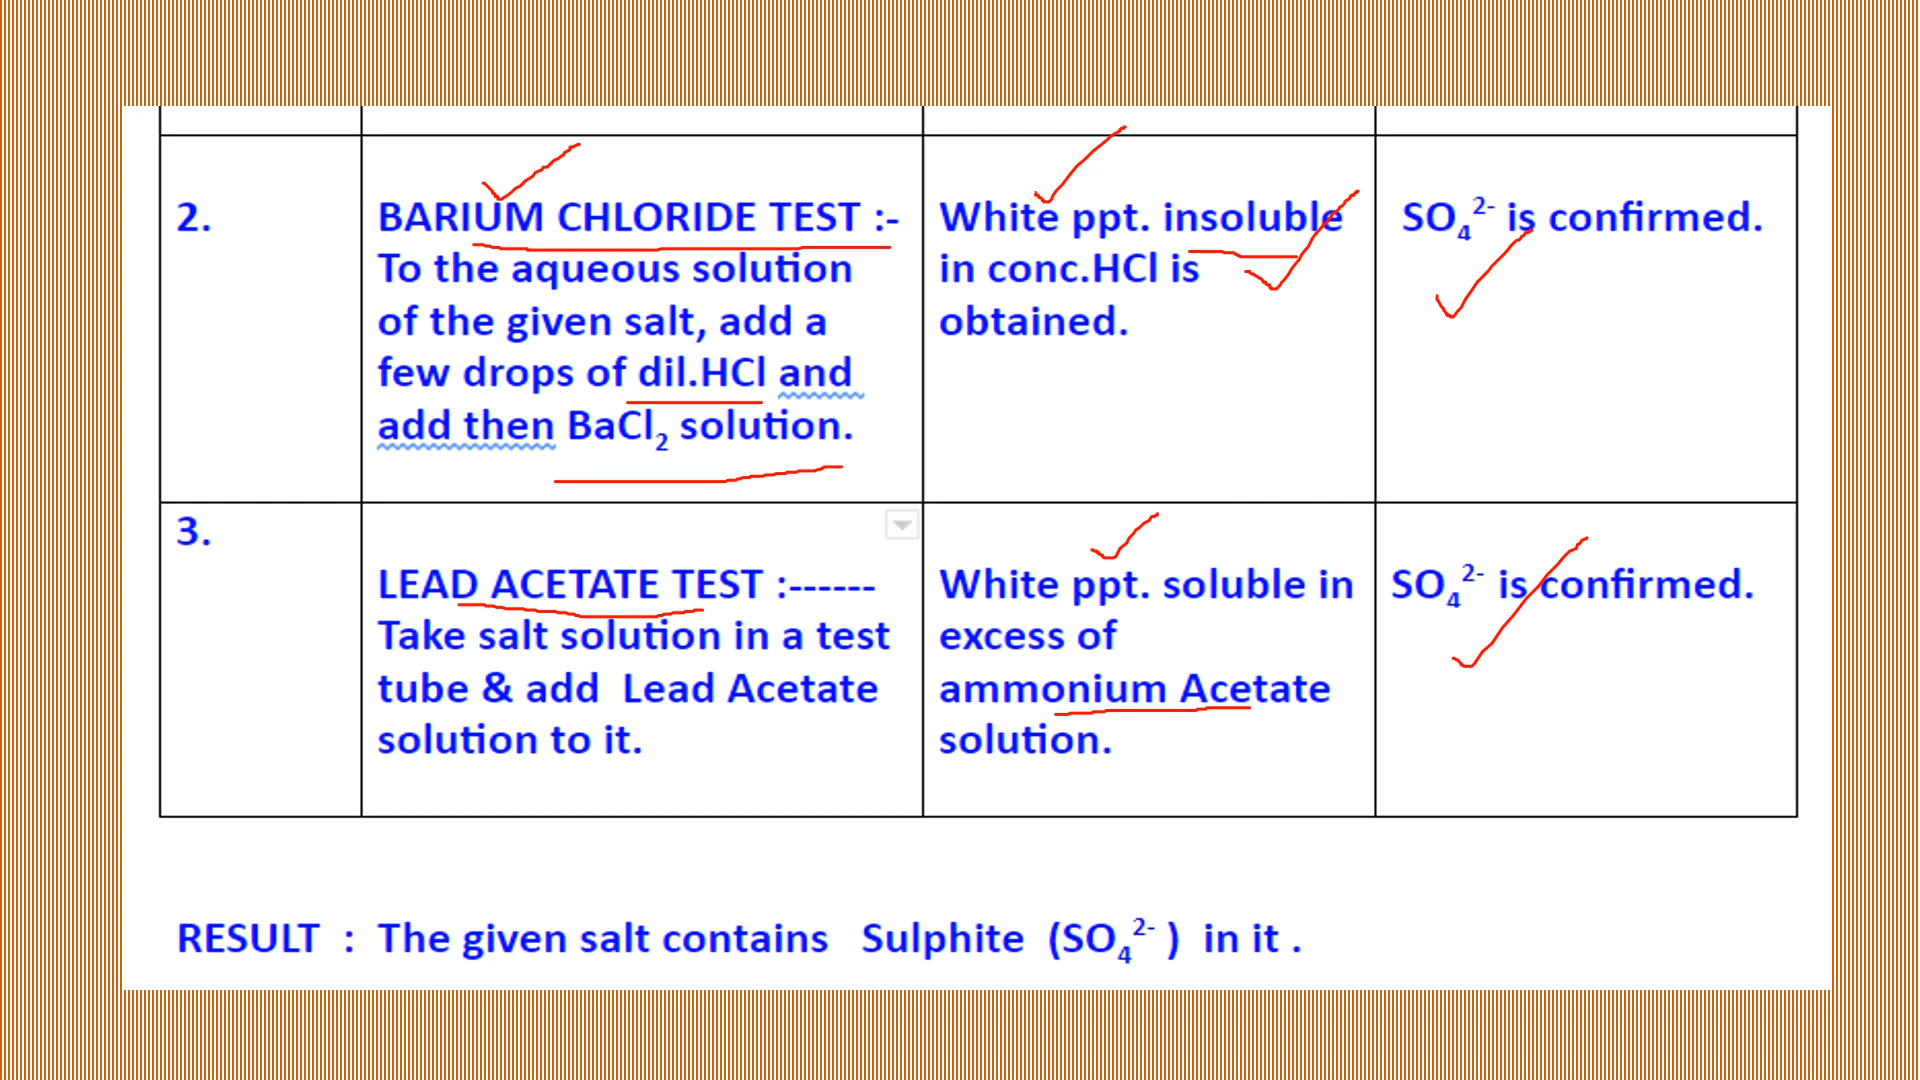 2.
BARIUM CHLORIDE TEST :-
To the aqueous solution
of the given salt, add a
few drops of dil.HCl and
add then BaCl₂ solution.
White ppt. insoluble
in conc.HCl is
obtained.
SO₄²⁻ is confirmed.
3.
LEAD ACETATE TEST :------
Take salt solution in a test
tube & add Lead Acetate
solution to it.
White ppt. soluble in
excess of
ammonium Acetate
solution.
SO₄²⁻ is confirmed.
RESULT : The given salt contains Sulphite (SO₄²⁻ ) in it .